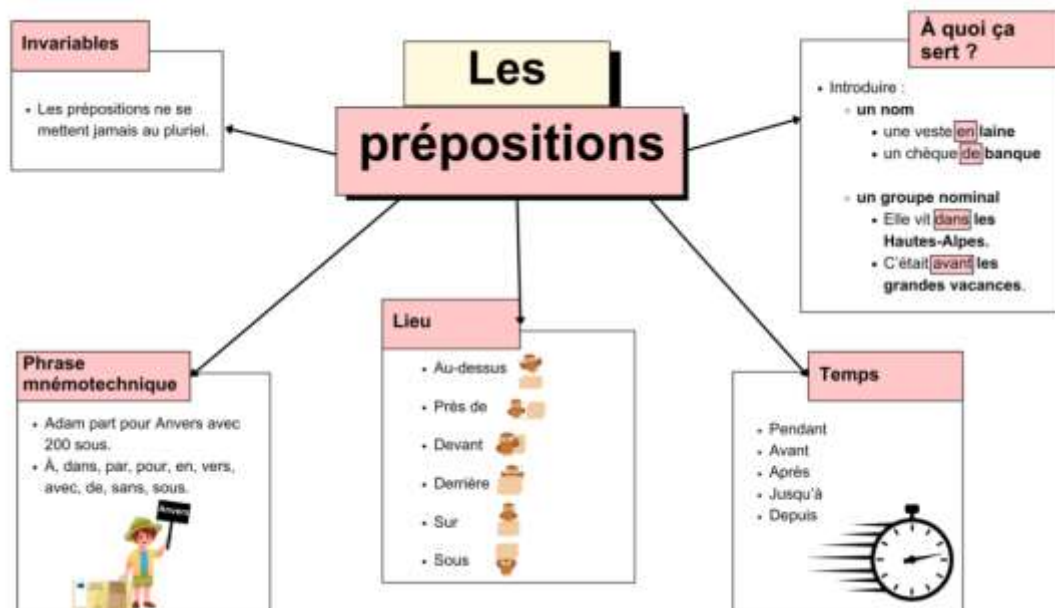 Les
prépositions
Invariables
• Les prépositions ne se
mettent jamais au pluriel.
À quoi ça
sert ?
• Introduire :
◦ un nom
▪ une veste en laine
▪ un chèque de banque
◦ un groupe nominal
▪ Elle vit dans les
Hautes-Alpes.
▪ C'était avant les
grandes vacances.
Phrase
mnémotechnique
• Adam part pour Anvers avec
200 sous.
• À, dans, par, pour, en, vers,
avec, de, sans, sous.
Anvers
Lieu
• Au-dessus
• Près de
• Devant
• Derrière
• Sur
• Sous
Temps
• Pendant
• Avant
• Après
• Jusqu'à
• Depuis